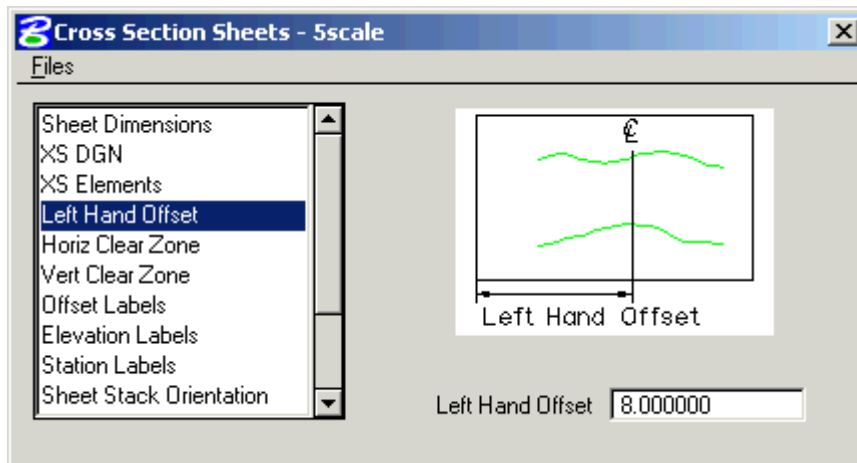 Cross Section Sheets - 5scale
Files
Sheet Dimensions
XS DGN
XS Elements
Left Hand Offset
Horiz Clear Zone
Vert Clear Zone
Offset Labels
Elevation Labels
Station Labels
Sheet Stack Orientation
℄
Left Hand Offset
Left Hand Offset 8.000000